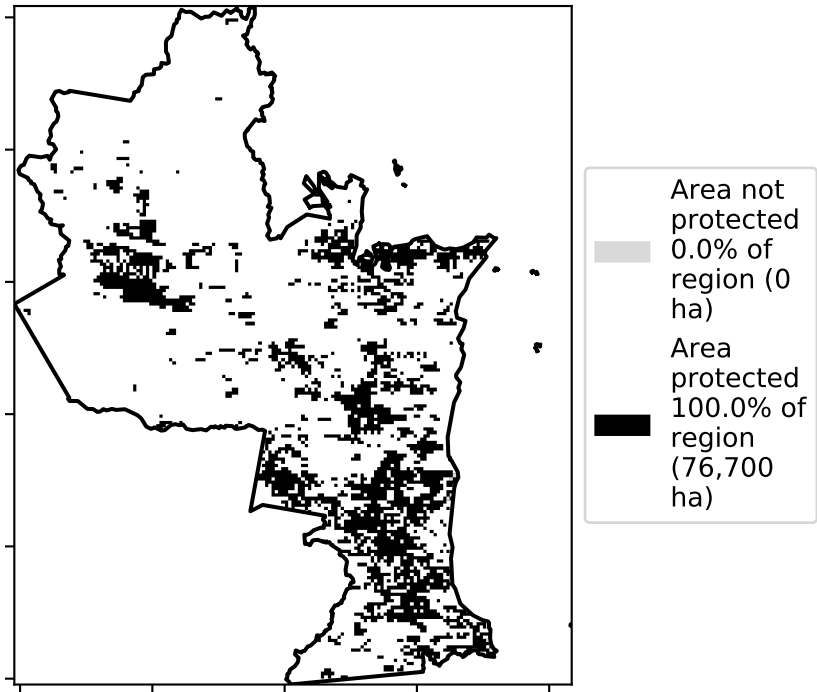 Area not
protected
0.0% of
region (0
ha)
Area
protected
100.0% of
region
(76,700
ha)